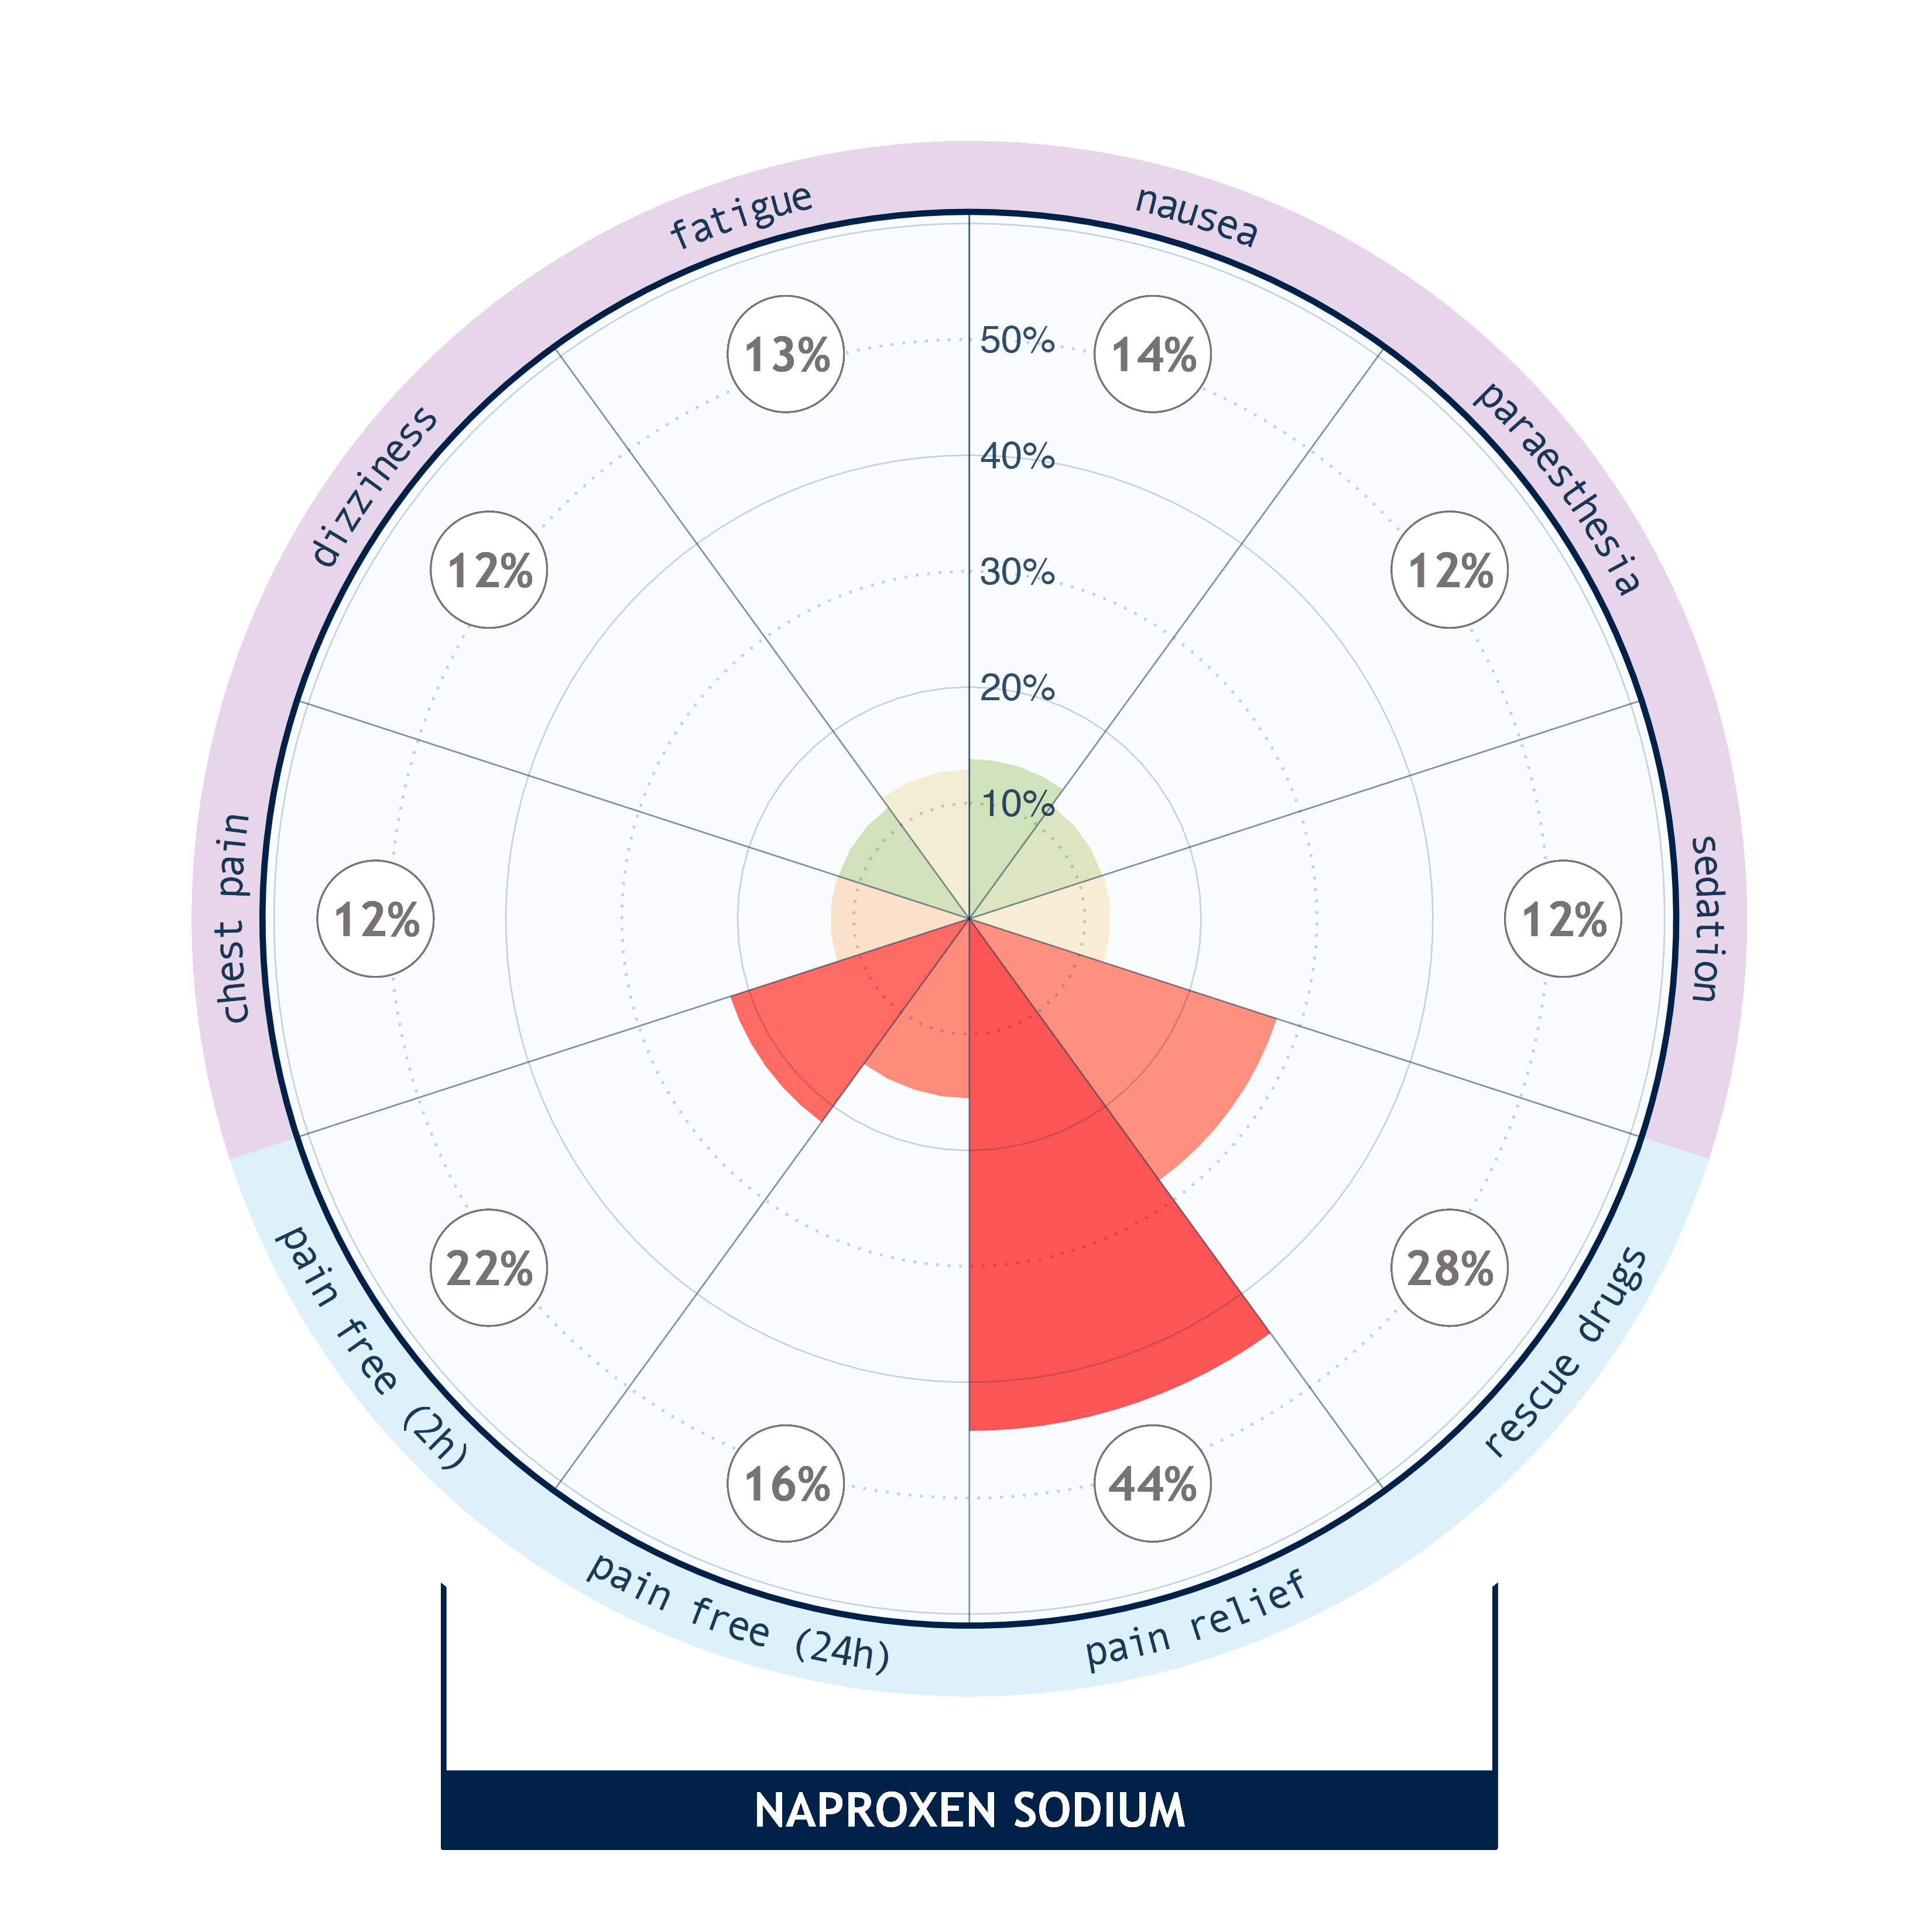 fatigue
nausea
13%
50%
14%
dizziness
paraesthesia
40%
12%
30%
12%
20%
10%
chest pain
sedation
12%
12%
22%
28%
pain free (2h)
rescue drugs
16%
44%
pain free (24h)
pain relief
NAPROXEN SODIUM